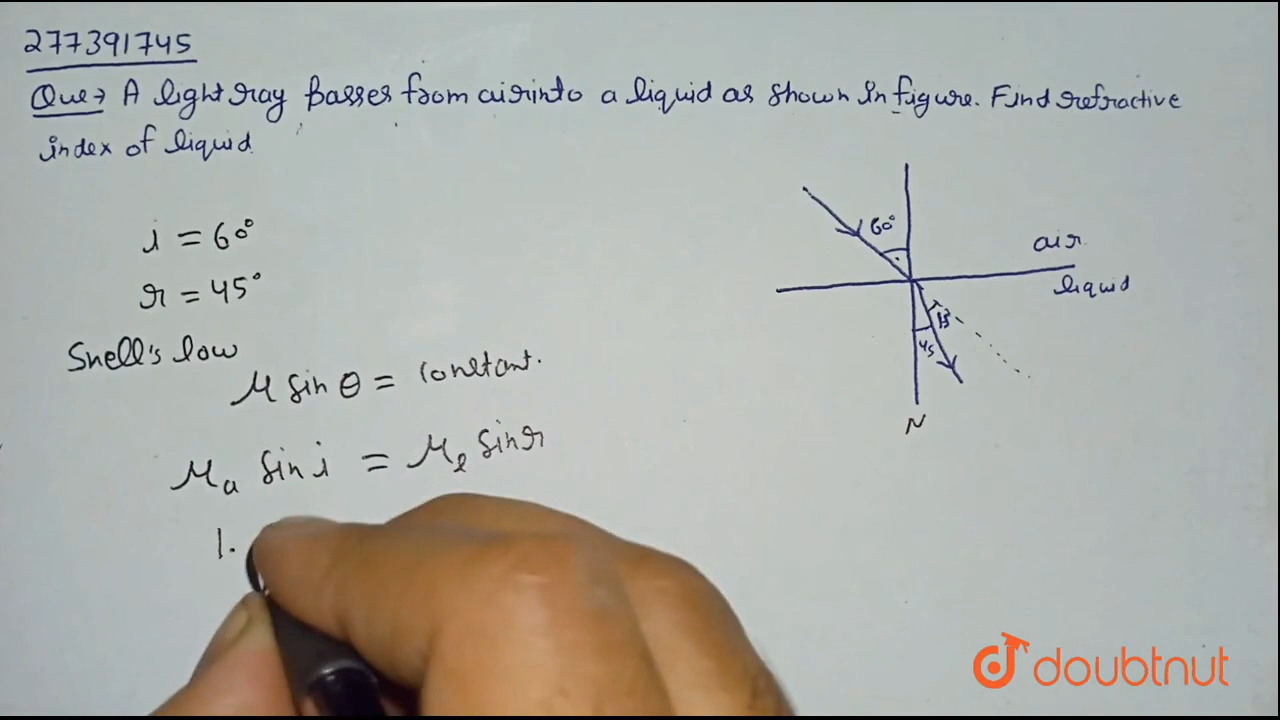 277391745
Que→ A light ray passes from air into a liquid as shown in figure. Find refractive
index of liquid
i = 60°
r = 45°
Snell's low
μ sin θ = constant.
μa sin i = μl sin r
1.
60°
air
liquid
15
45
N
doubtnut